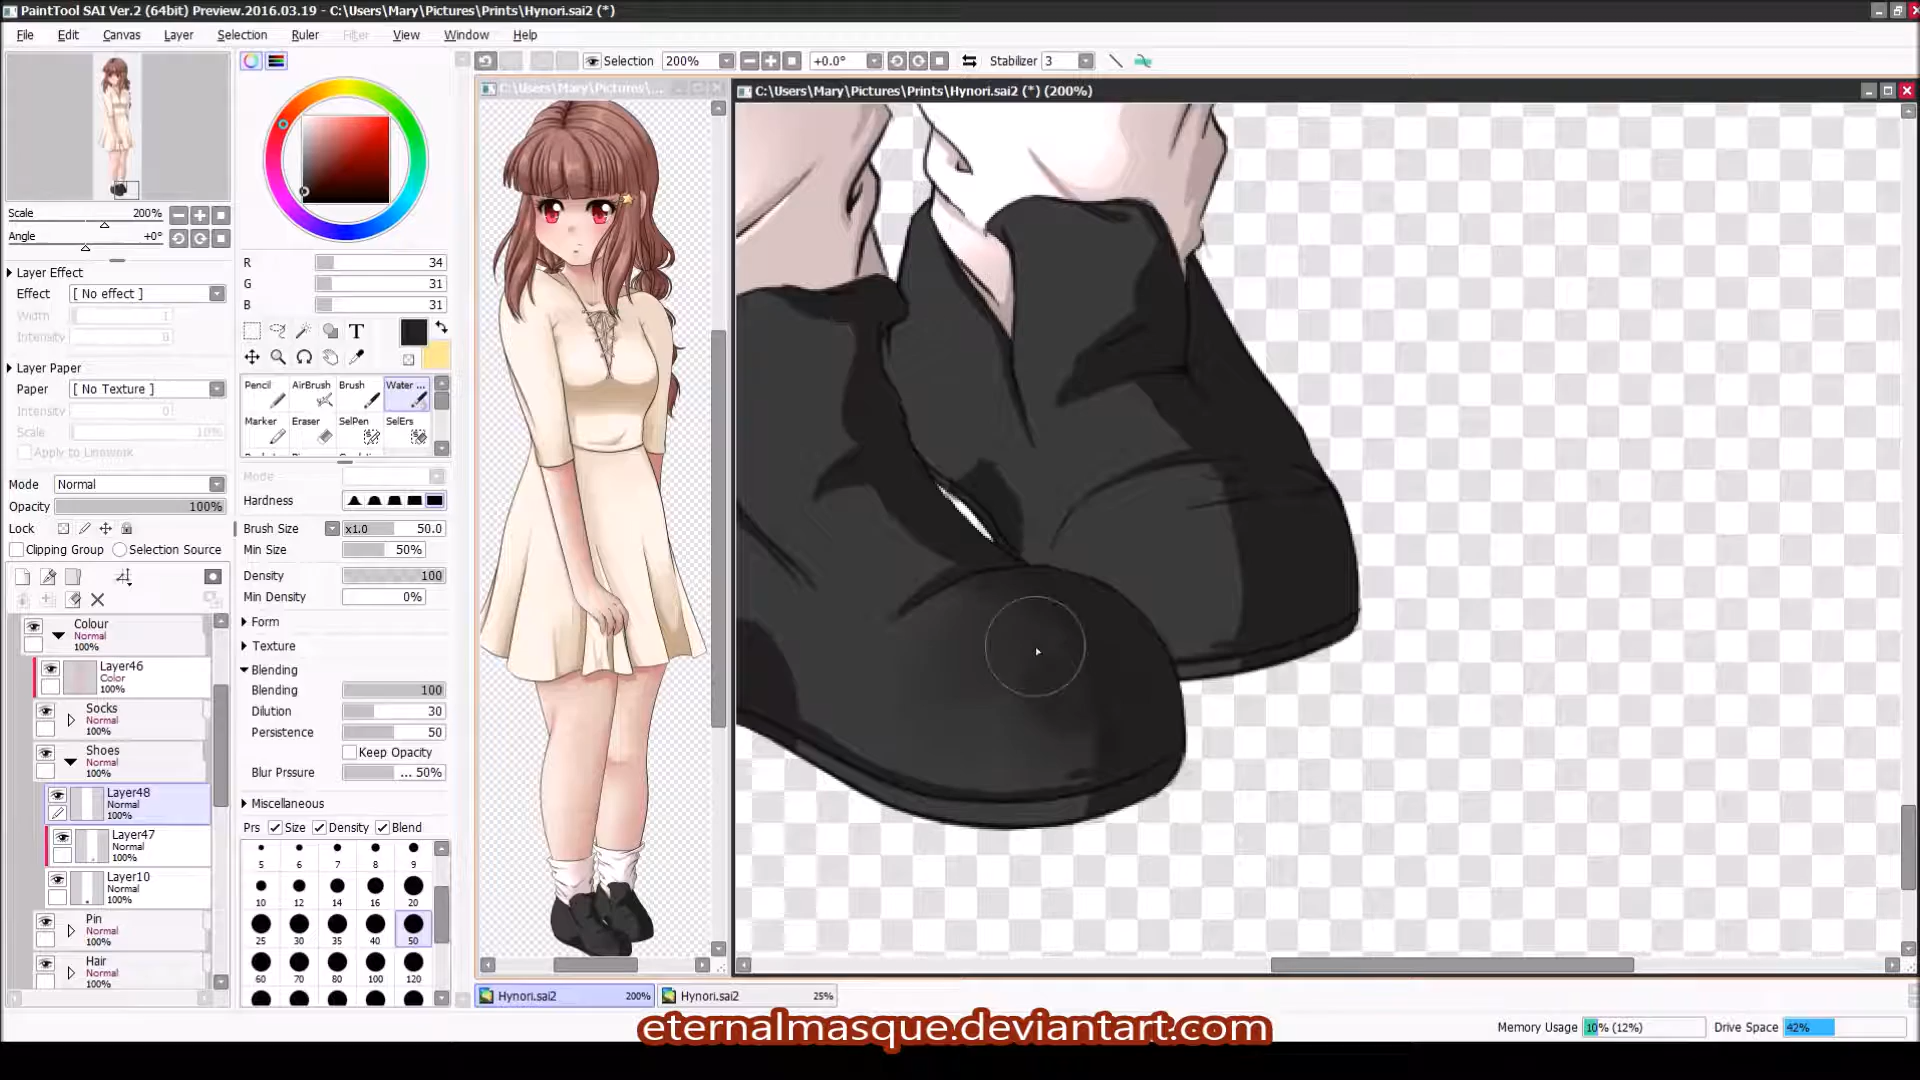 PaintTool SAI Ver.2 (64bit) Preview.2016.03.19 - C:\Users\Mary\Pictures\Prints\Hynori.sai2 (*)
File Edit Canvas Layer Selection Ruler Filter View Window Help
Selection 200% +0.0° Stabilizer 3
C:\Users\Mary\Pictures\...
C:\Users\Mary\Pictures\Prints\Hynori.sai2 (*) (200%)
Scale 200%
Angle +0°
Layer Effect
Effect [ No effect ]
Width 1
Intensity 0
Layer Paper
Paper [ No Texture ]
Intensity 0
Scale 10%
Apply to Linework
Mode Normal
Opacity 100%
Lock
Clipping Group Selection Source
Colour
Normal
100%
Layer46
Color
100%
Socks
Normal
100%
Shoes
Normal
100%
Layer48
Normal
100%
Layer47
Normal
100%
Layer10
Normal
100%
Pin
Normal
100%
Hair
Normal
100%
R 34
G 31
B 31
T
Pencil AirBrush Brush Water ...
Marker Eraser SelPen SelErs
Mode
Hardness
Brush Size x1.0 50.0
Min Size 50%
Density 100
Min Density 0%
Form
Texture
Blending
Blending 100
Dilution 30
Persistence 50
Keep Opacity
Blur Prssure ... 50%
Miscellaneous
Prs Size Density Blend
5 6 7 8 9
10 12 14 16 20
25 30 35 40 50
60 70 80 100 120
Hynori.sai2 200% Hynori.sai2 25%
eternalmasque.deviantart.com
Memory Usage 10% (12%) Drive Space 42%